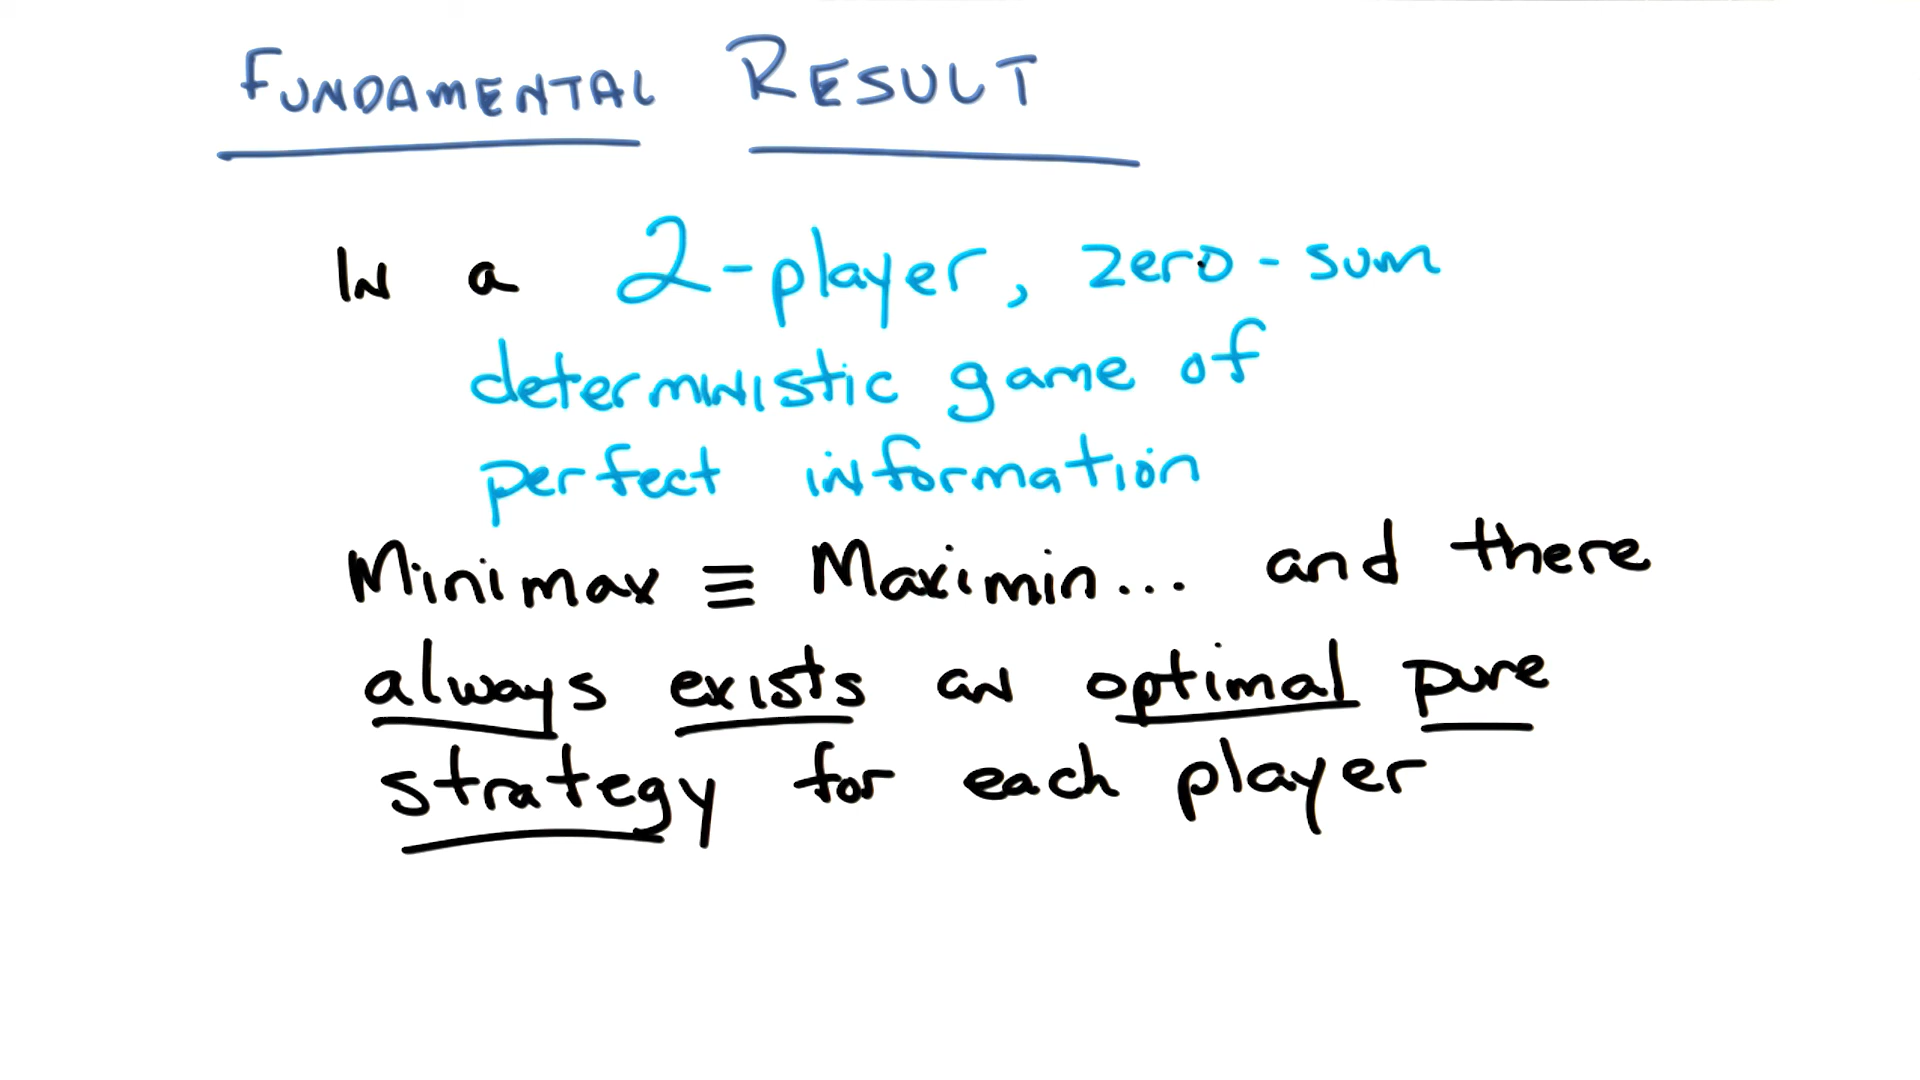 FUNDAMENTAL RESULT
In a 2-player, zero-sum
deterministic game of
perfect information
Minimax ≡ Maximin... and there
always exists an optimal pure
strategy for each player